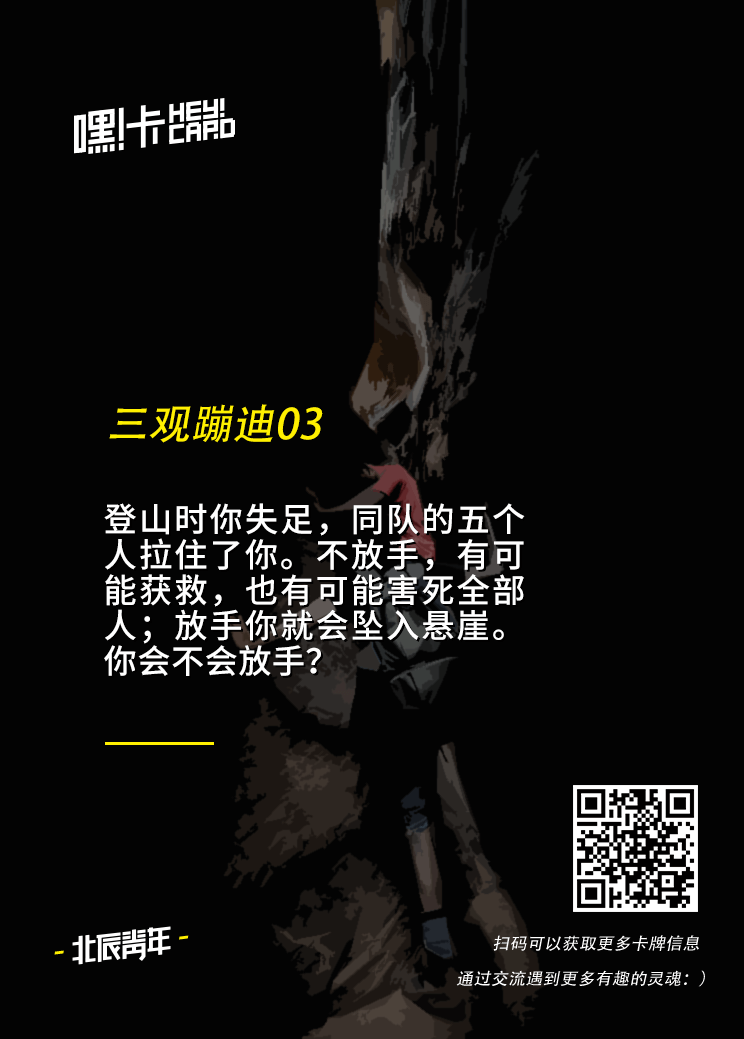 嘿!卡 HEY! CARD
三观蹦迪03
登山时你失足，同队的五个
人拉住了你。不放手，有可
能获救，也有可能害死全部
人；放手你就会坠入悬崖。
你会不会放手?
- 北辰青年 -
扫码可以获取更多卡牌信息
通过交流遇到更多有趣的灵魂：）